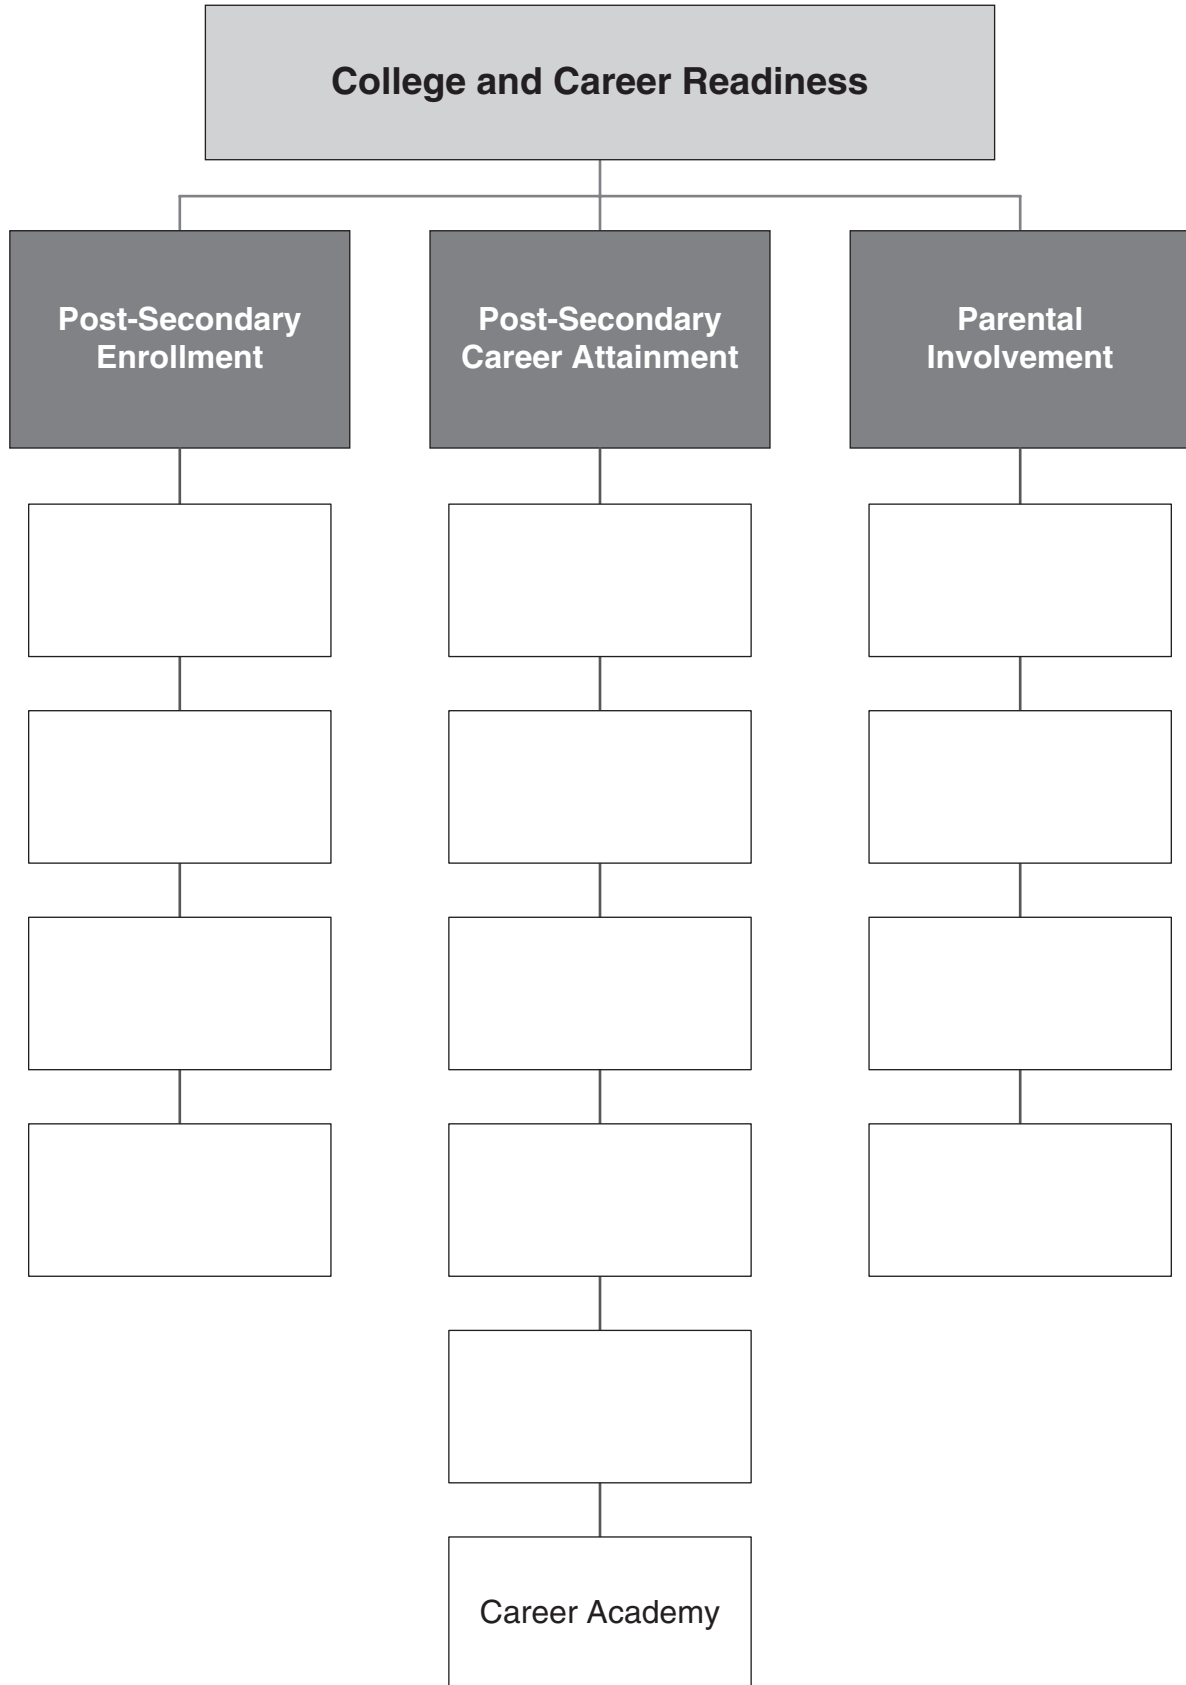 College and Career Readiness
Post-Secondary
Enrollment
Post-Secondary
Career Attainment
Parental
Involvement
Career Academy